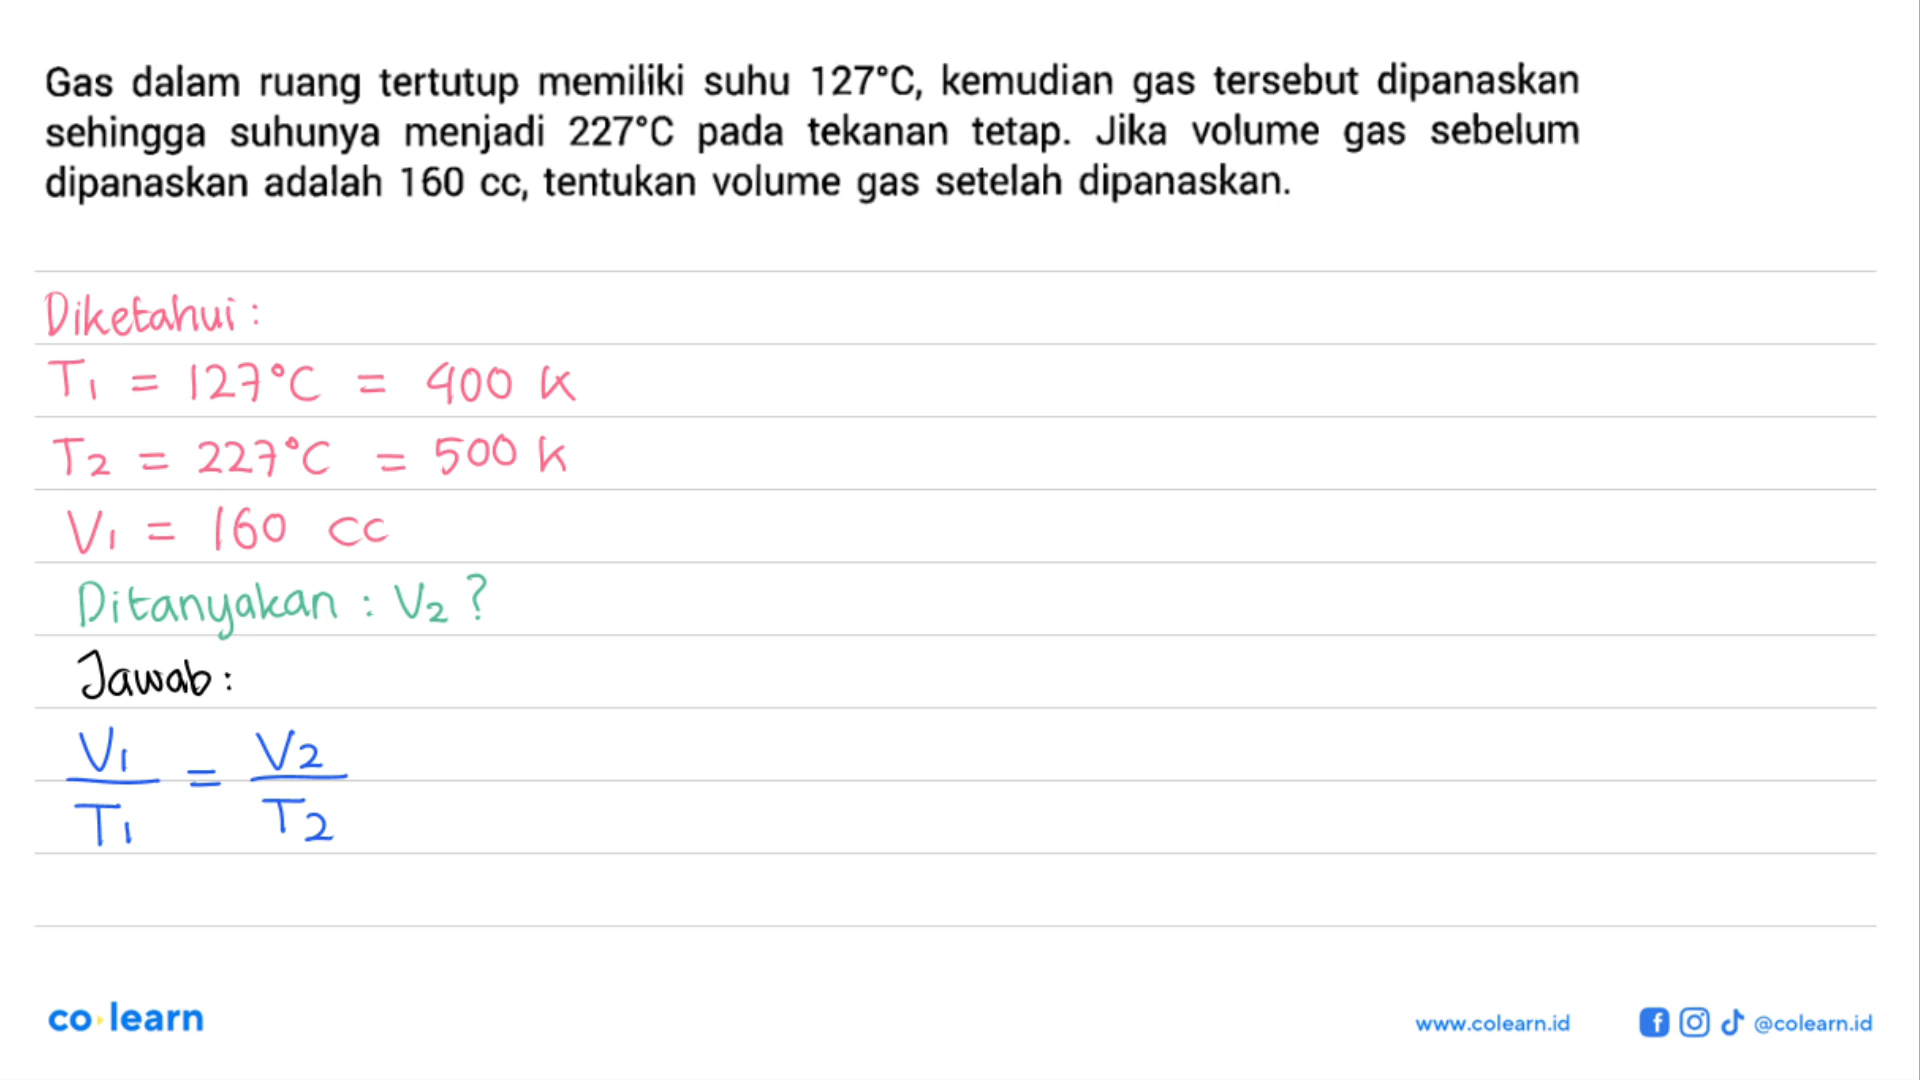 Gas dalam ruang tertutup memiliki suhu 127°C, kemudian gas tersebut dipanaskan
sehingga suhunya menjadi 227°C pada tekanan tetap. Jika volume gas sebelum
dipanaskan adalah 160 cc, tentukan volume gas setelah dipanaskan.
Diketahui:
T1 = 127°C = 400 K
T2 = 227°C = 500 K
V1 = 160 cc
Ditanyakan : V2 ?
Jawab:
V1/T1 = V2/T2
co learn
www.colearn.id
@colearn.id